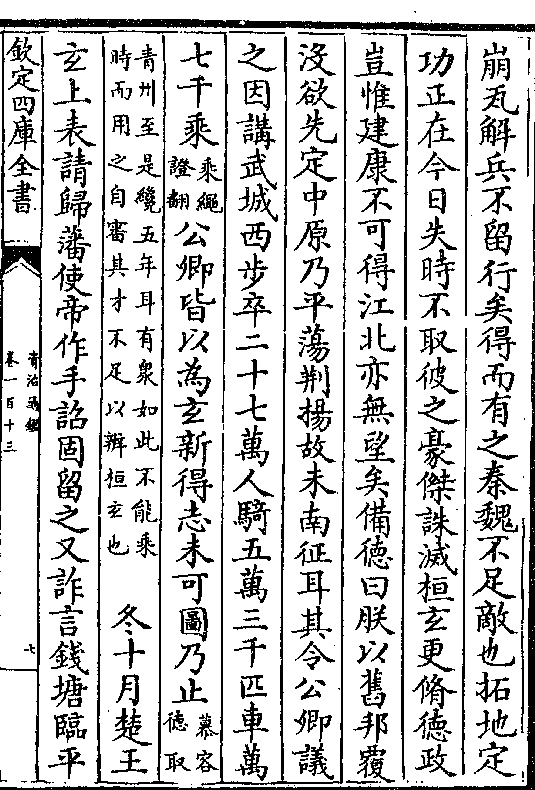 崩瓦解兵不留行矣得而有之秦魏不足敵也拓地定
功正在今日失時不取彼之豪傑誅滅桓玄更脩德政
豈惟建康不可得江北亦無望矣備德曰朕以舊邦覆
沒欲先定中原乃平蕩荆揚故未南征耳其令公卿議
之因講武城西步卒二十七萬人騎五萬三千匹車萬
七千乘乘繩證翻公卿皆以為玄新得志未可圖乃止慕容德取
青州至是纔五年耳有衆如此不能乘時而用之自審其才不足以辦桓玄也冬十月楚王
玄上表請歸藩使帝作手詔固留之又詐言錢塘臨平
欽定四庫全書
資治通鑑
卷一百十三
七